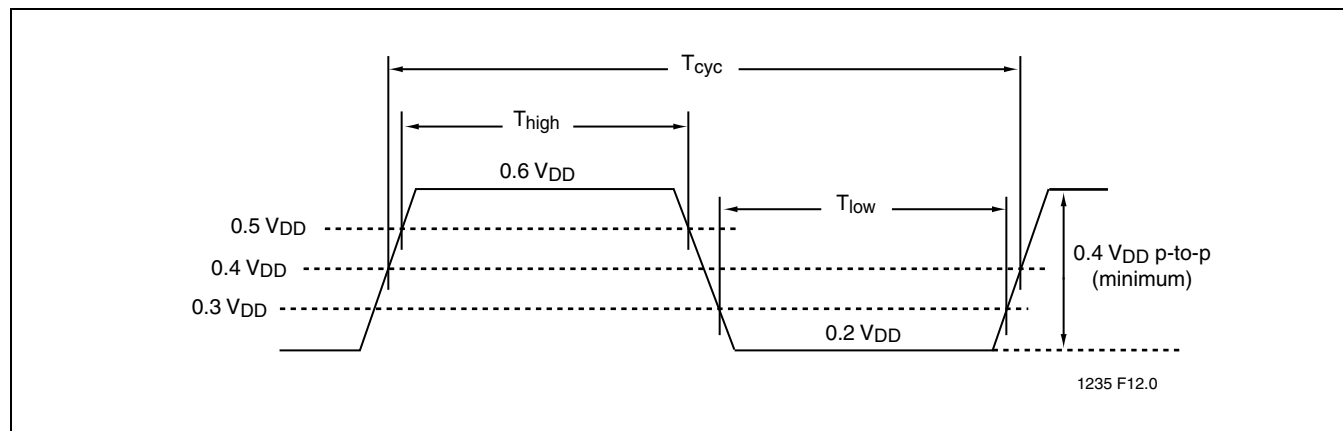 Tcyc
Thigh
0.6 VDD
Tlow
0.5 VDD
0.4 VDD
0.4 VDD p-to-p
(minimum)
0.3 VDD
0.2 VDD
1235 F12.0